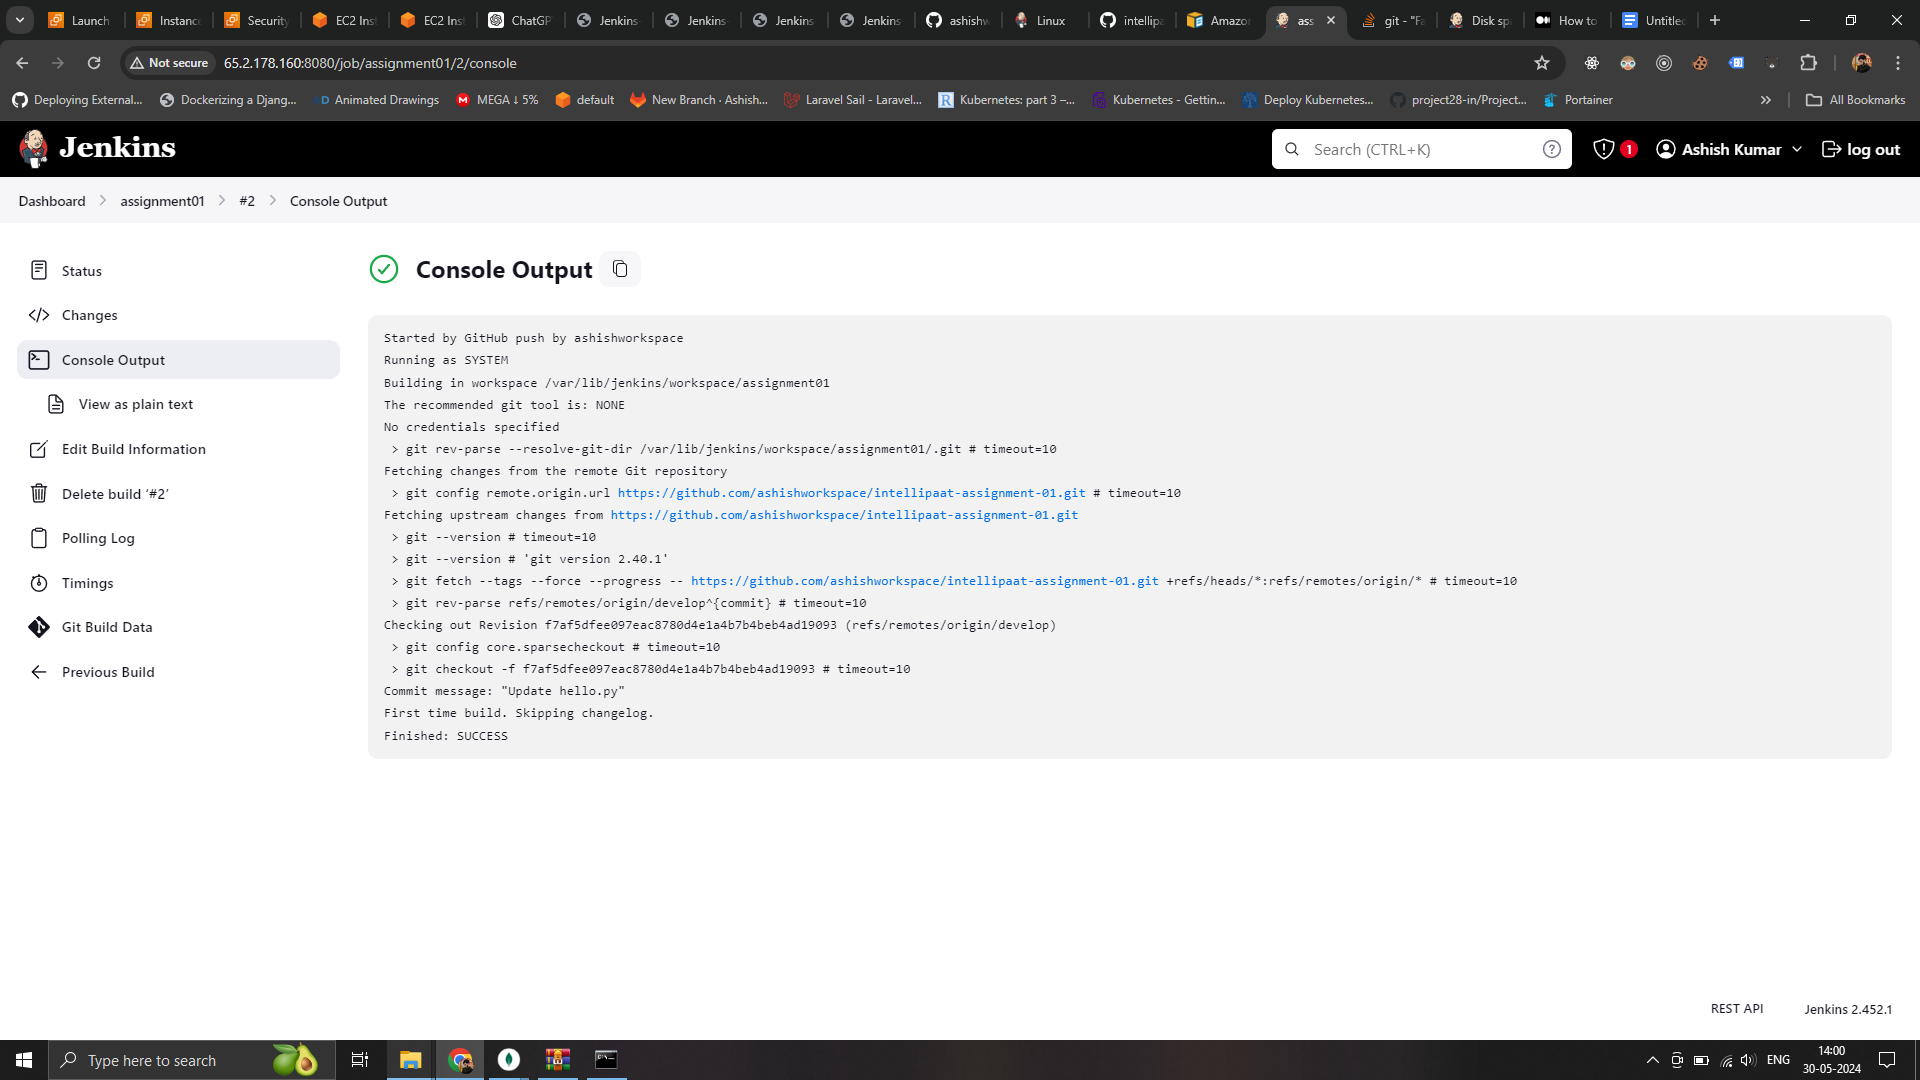 Launch
Instance
Security
EC2 Ins
EC2 Ins
ChatGP
Jenkins
Jenkins
Jenkins
Jenkins
ashishw
Linux
intellipa
Amazo
ass
git - "Fa
Disk sp
How to
Untitled
Not secure
65.2.178.160:8080/job/assignment01/2/console
Deploying External...
Dockerizing a Djang...
Animated Drawings
MEGA ↓ 5%
default
New Branch · Ashish...
Laravel Sail - Laravel...
Kubernetes: part 3 –...
Kubernetes - Gettin...
Deploy Kubernetes...
project28-in/Project...
Portainer
»
All Bookmarks
Jenkins
Search (CTRL+K)
1
Ashish Kumar
log out
Dashboard
assignment01
#2
Console Output
Status
Changes
Console Output
View as plain text
Edit Build Information
Delete build ‘#2’
Polling Log
Timings
Git Build Data
Previous Build
Console Output
Started by GitHub push by ashishworkspace
Running as SYSTEM
Building in workspace /var/lib/jenkins/workspace/assignment01
The recommended git tool is: NONE
No credentials specified
> git rev-parse --resolve-git-dir /var/lib/jenkins/workspace/assignment01/.git # timeout=10
Fetching changes from the remote Git repository
> git config remote.origin.url https://github.com/ashishworkspace/intellipaat-assignment-01.git # timeout=10
Fetching upstream changes from https://github.com/ashishworkspace/intellipaat-assignment-01.git
> git --version # timeout=10
> git --version # 'git version 2.40.1'
> git fetch --tags --force --progress -- https://github.com/ashishworkspace/intellipaat-assignment-01.git +refs/heads/*:refs/remotes/origin/* # timeout=10
> git rev-parse refs/remotes/origin/develop^{commit} # timeout=10
Checking out Revision f7af5dfee097eac8780d4e1a4b7b4beb4ad19093 (refs/remotes/origin/develop)
> git config core.sparsecheckout # timeout=10
> git checkout -f f7af5dfee097eac8780d4e1a4b7b4beb4ad19093 # timeout=10
Commit message: "Update hello.py"
First time build. Skipping changelog.
Finished: SUCCESS
REST API
Jenkins 2.452.1
Type here to search
ENG
14:00
30-05-2024